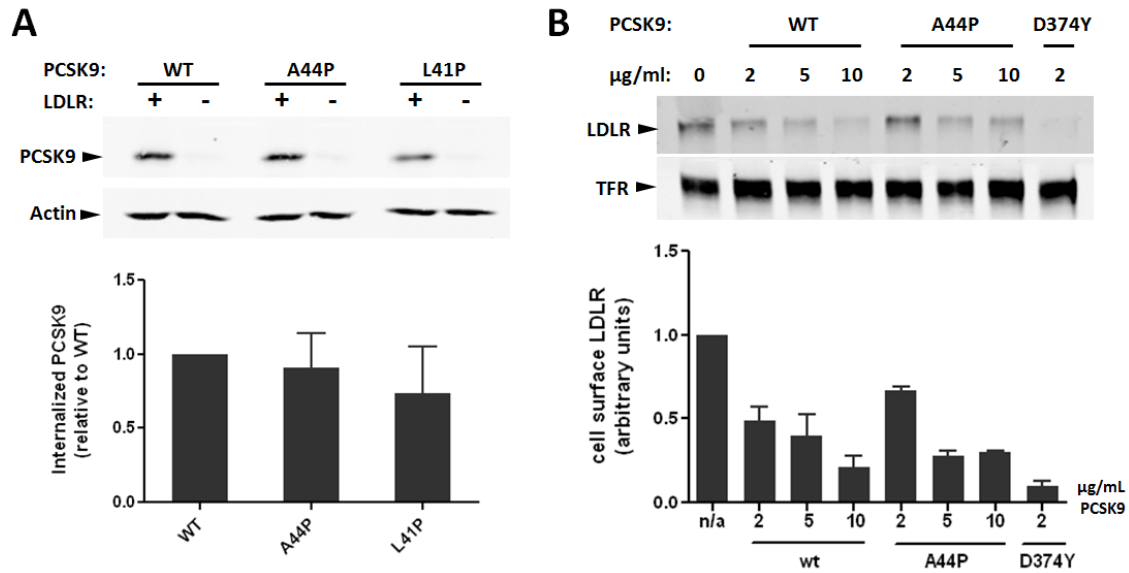 A
PCSK9: WT A44P L41P
LDLR: + - + - + -
PCSK9
Actin
1.5
1.0
0.5
0.0
Internalized PCSK9
(relative to WT)
WT A44P L41P
B
PCSK9: WT A44P D374Y
µg/ml: 0 2 5 10 2 5 10 2
LDLR
TFR
1.5
1.0
0.5
0.0
cell surface LDLR
(arbitrary units)
n/a 2 5 10 2 5 10 2
µg/mL
PCSK9
wt A44P D374Y